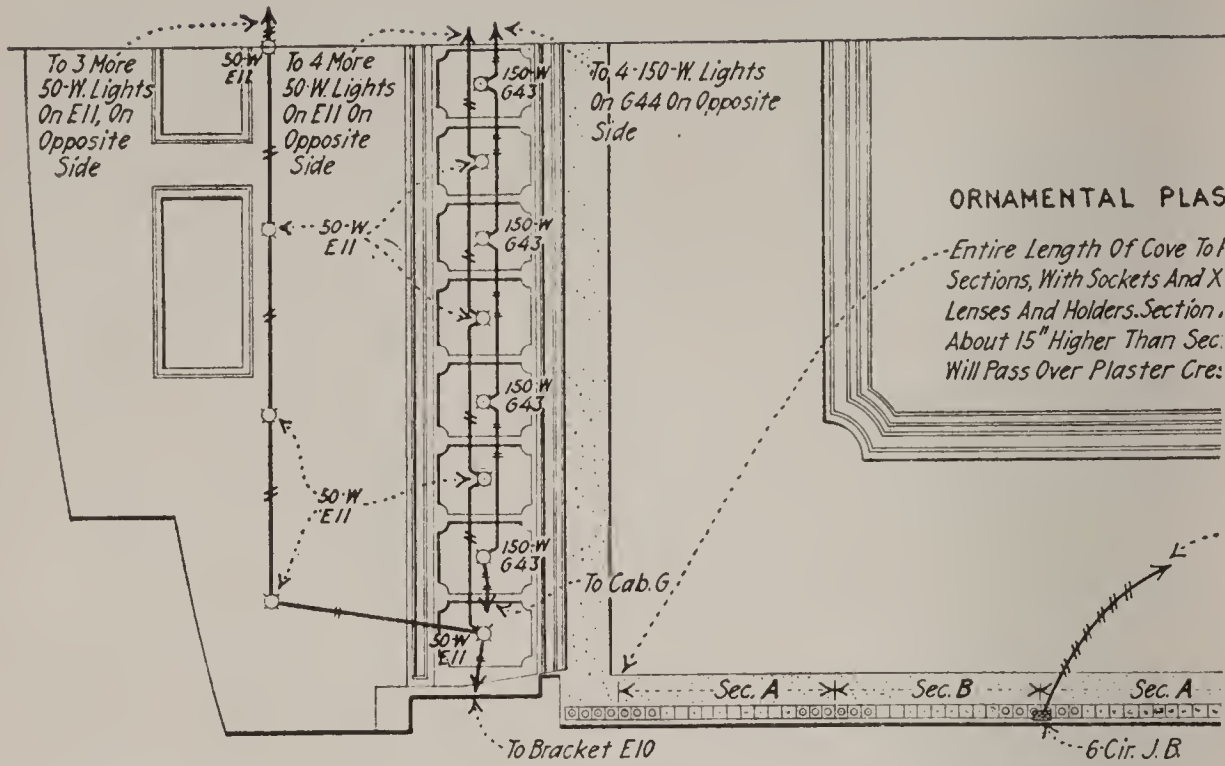 To 3 More
50-W. Lights
On E11, On
Opposite
Side
50-W
E11
To 4 More
50-W. Lights
On E11 On
Opposite
Side
150-W
G43
To 4-150-W. Lights
On G44 On Opposite
Side
50-W
E11
150-W
G43
ORNAMENTAL PLAS
Entire Length Of Cove To
Sections, With Sockets And X
Lenses And Holders. Section
About 15" Higher Than Sec
Will Pass Over Plaster Cres
150-W
G43
50-W
E11
150-W
G43
To Cab. G
50-W
E11
Sec. A
Sec. B
Sec. A
To Bracket E10
6-Cir. J.B.